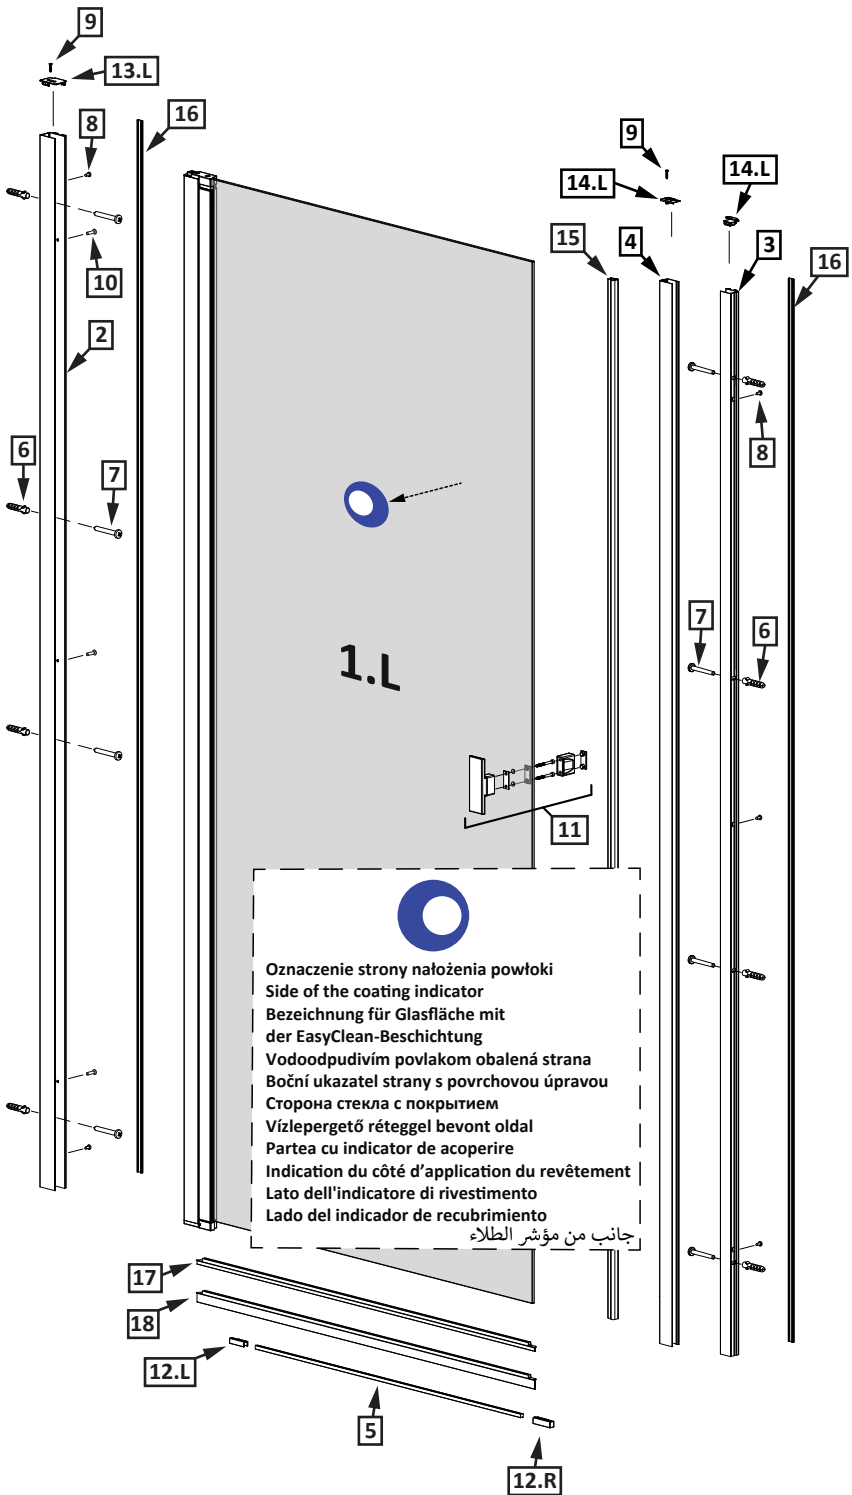 9
13.L
8
16
9
14.L
14.L
15
4
3
16
10
2
8
6
7
7
6
1.L
11
Oznaczenie strony nałożenia powłoki
Side of the coating indicator
Bezeichnung für Glasfläche mit
der EasyClean-Beschichtung
Vodoodpudivím povlakom obalená strana
Boční ukazatel strany s povrchovou úpravou
Сторона стекла с покрытием
Vízlepergető réteggel bevont oldal
Partea cu indicator de acoperire
Indication du côté d’application du revêtement
Lato dell'indicatore di rivestimento
Lado del indicador de recubrimiento
جانب من مؤشر الطلاء
17
18
12.L
5
12.R